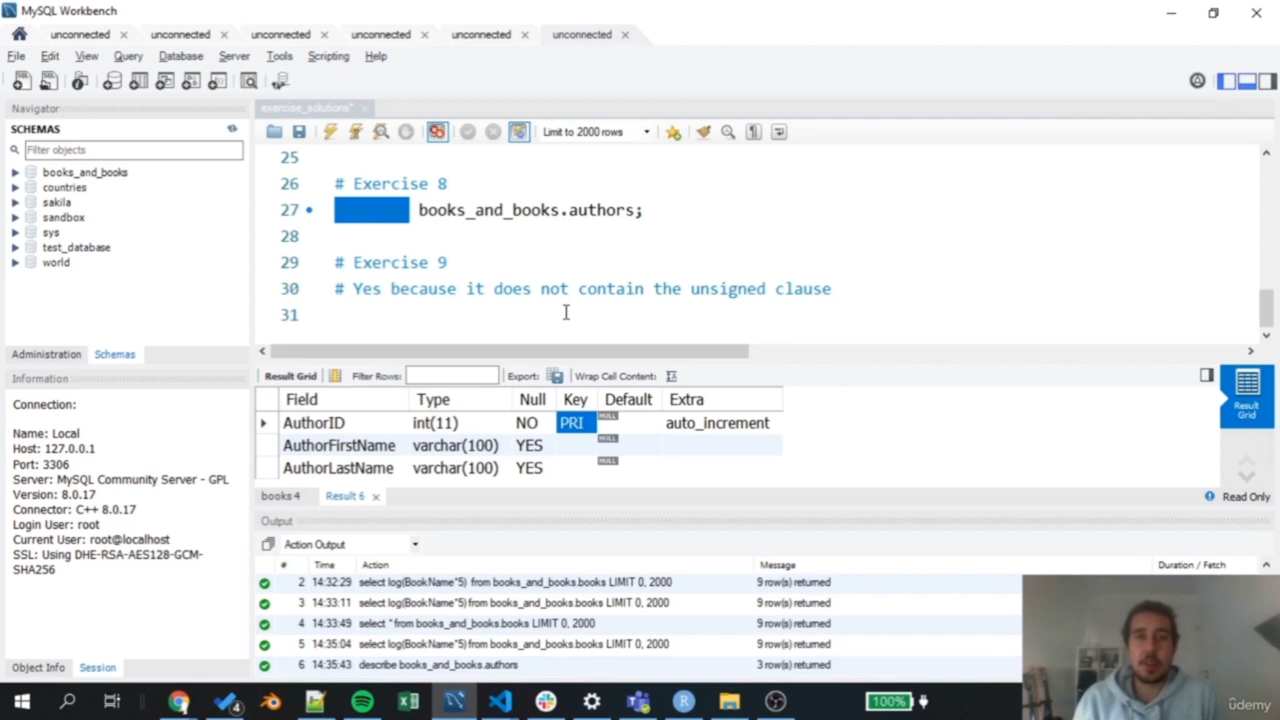 MySQL Workbench
unconnected unconnected unconnected unconnected unconnected unconnected
File Edit View Query Database Server Tools Scripting Help
Navigator
exercise_solutions*
SCHEMAS
Filter objects
books_and_books
countries
sakila
sandbox
sys
test_database
world
Administration Schemas
Information
Connection:
Name: Local
Host: 127.0.0.1
Port: 3306
Server: MySQL Community Server - GPL
Version: 8.0.17
Connector: C++ 8.0.17
Login User: root
Current User: root@localhost
SSL: Using DHE-RSA-AES128-GCM-
SHA256
Object Info Session
Limit to 2000 rows
25
26 # Exercise 8
27 books_and_books.authors;
28
29 # Exercise 9
30 # Yes because it does not contain the unsigned clause
31
Result Grid Filter Rows: Export: Wrap Cell Content:
Field Type Null Key Default Extra
AuthorID int(11) NO PRI NULL auto_increment
AuthorFirstName varchar(100) YES NULL
AuthorLastName varchar(100) YES NULL
Result
Grid
books 4 Result 6 Read Only
Output
Action Output
# Time Action Message Duration / Fetch
2 14:32:29 select log(BookName*5) from books_and_books.books LIMIT 0, 2000 9 row(s) returned
3 14:33:11 select log(BookName*5) from books_and_books.books LIMIT 0, 2000 9 row(s) returned
4 14:33:49 select * from books_and_books.books LIMIT 0, 2000 9 row(s) returned
5 14:35:04 select log(BookName*5) from books_and_books.books LIMIT 0, 2000 9 row(s) returned
6 14:35:43 describe books_and_books.authors 3 row(s) returned
4
100%
ûdemy